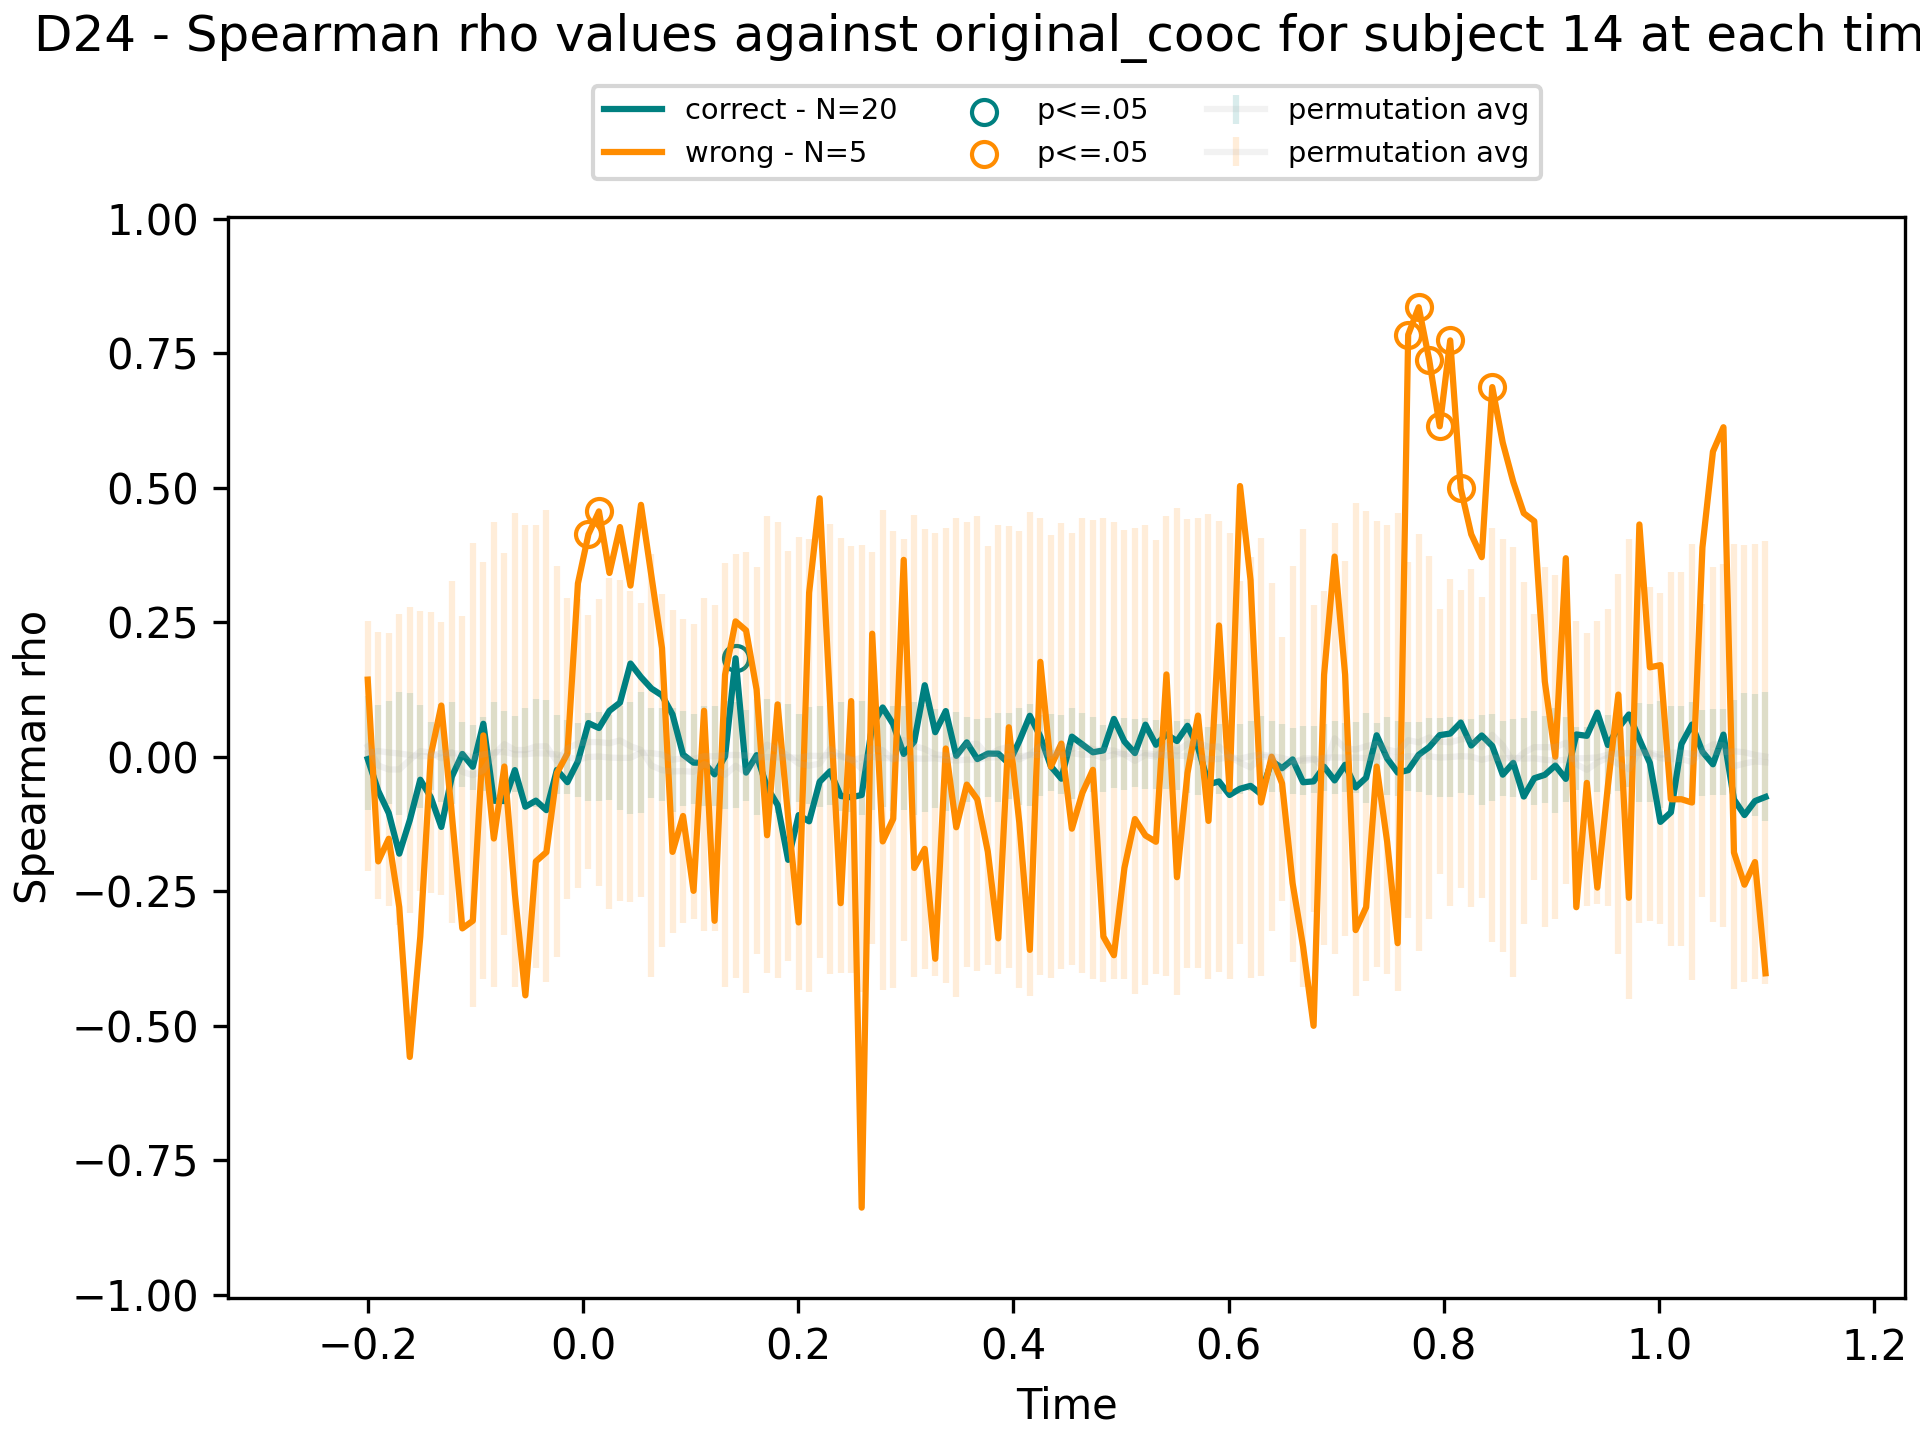 D24 - Spearman rho values against original_cooc for subject 14 at each tim
correct - N=20
wrong - N=5
p<=.05
p<=.05
permutation avg
permutation avg
1.00
0.75
0.50
0.25
0.00
−0.25
−0.50
−0.75
−1.00
Spearman rho
−0.2
0.0
0.2
0.4
0.6
0.8
1.0
1.2
Time